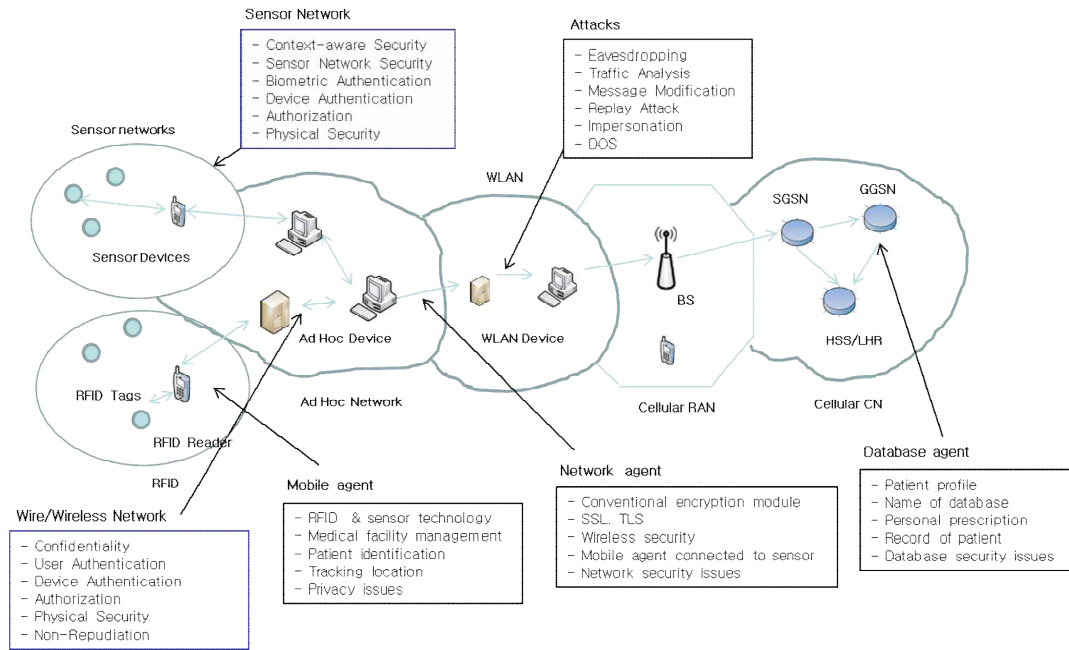 Sensor Network
- Context-aware Security
- Sensor Network Security
- Biometric Authentication
- Device Authentication
- Authorization
- Physical Security
Attacks
- Eavesdropping
- Traffic Analysis
- Message Modification
- Replay Attack
- Impersonation
- DOS
Sensor networks
Sensor Devices
WLAN
SGSN
GGSN
BS
HSS/LHR
Ad Hoc Device
WLAN Device
RFID Tags
Ad Hoc Network
Cellular RAN
Cellular CN
RFID Reader
RFID
Wire/Wireless Network
- Confidentiality
- User Authentication
- Device Authentication
- Authorization
- Physical Security
- Non-Repudiation
Mobile agent
- RFID & sensor technology
- Medical facility management
- Patient identification
- Tracking location
- Privacy issues
Network agent
- Conventional encryption module
- SSL. TLS
- Wireless security
- Mobile agent connected to sensor
- Network security issues
Database agent
- Patient profile
- Name of database
- Personal prescription
- Record of patient
- Database security issues